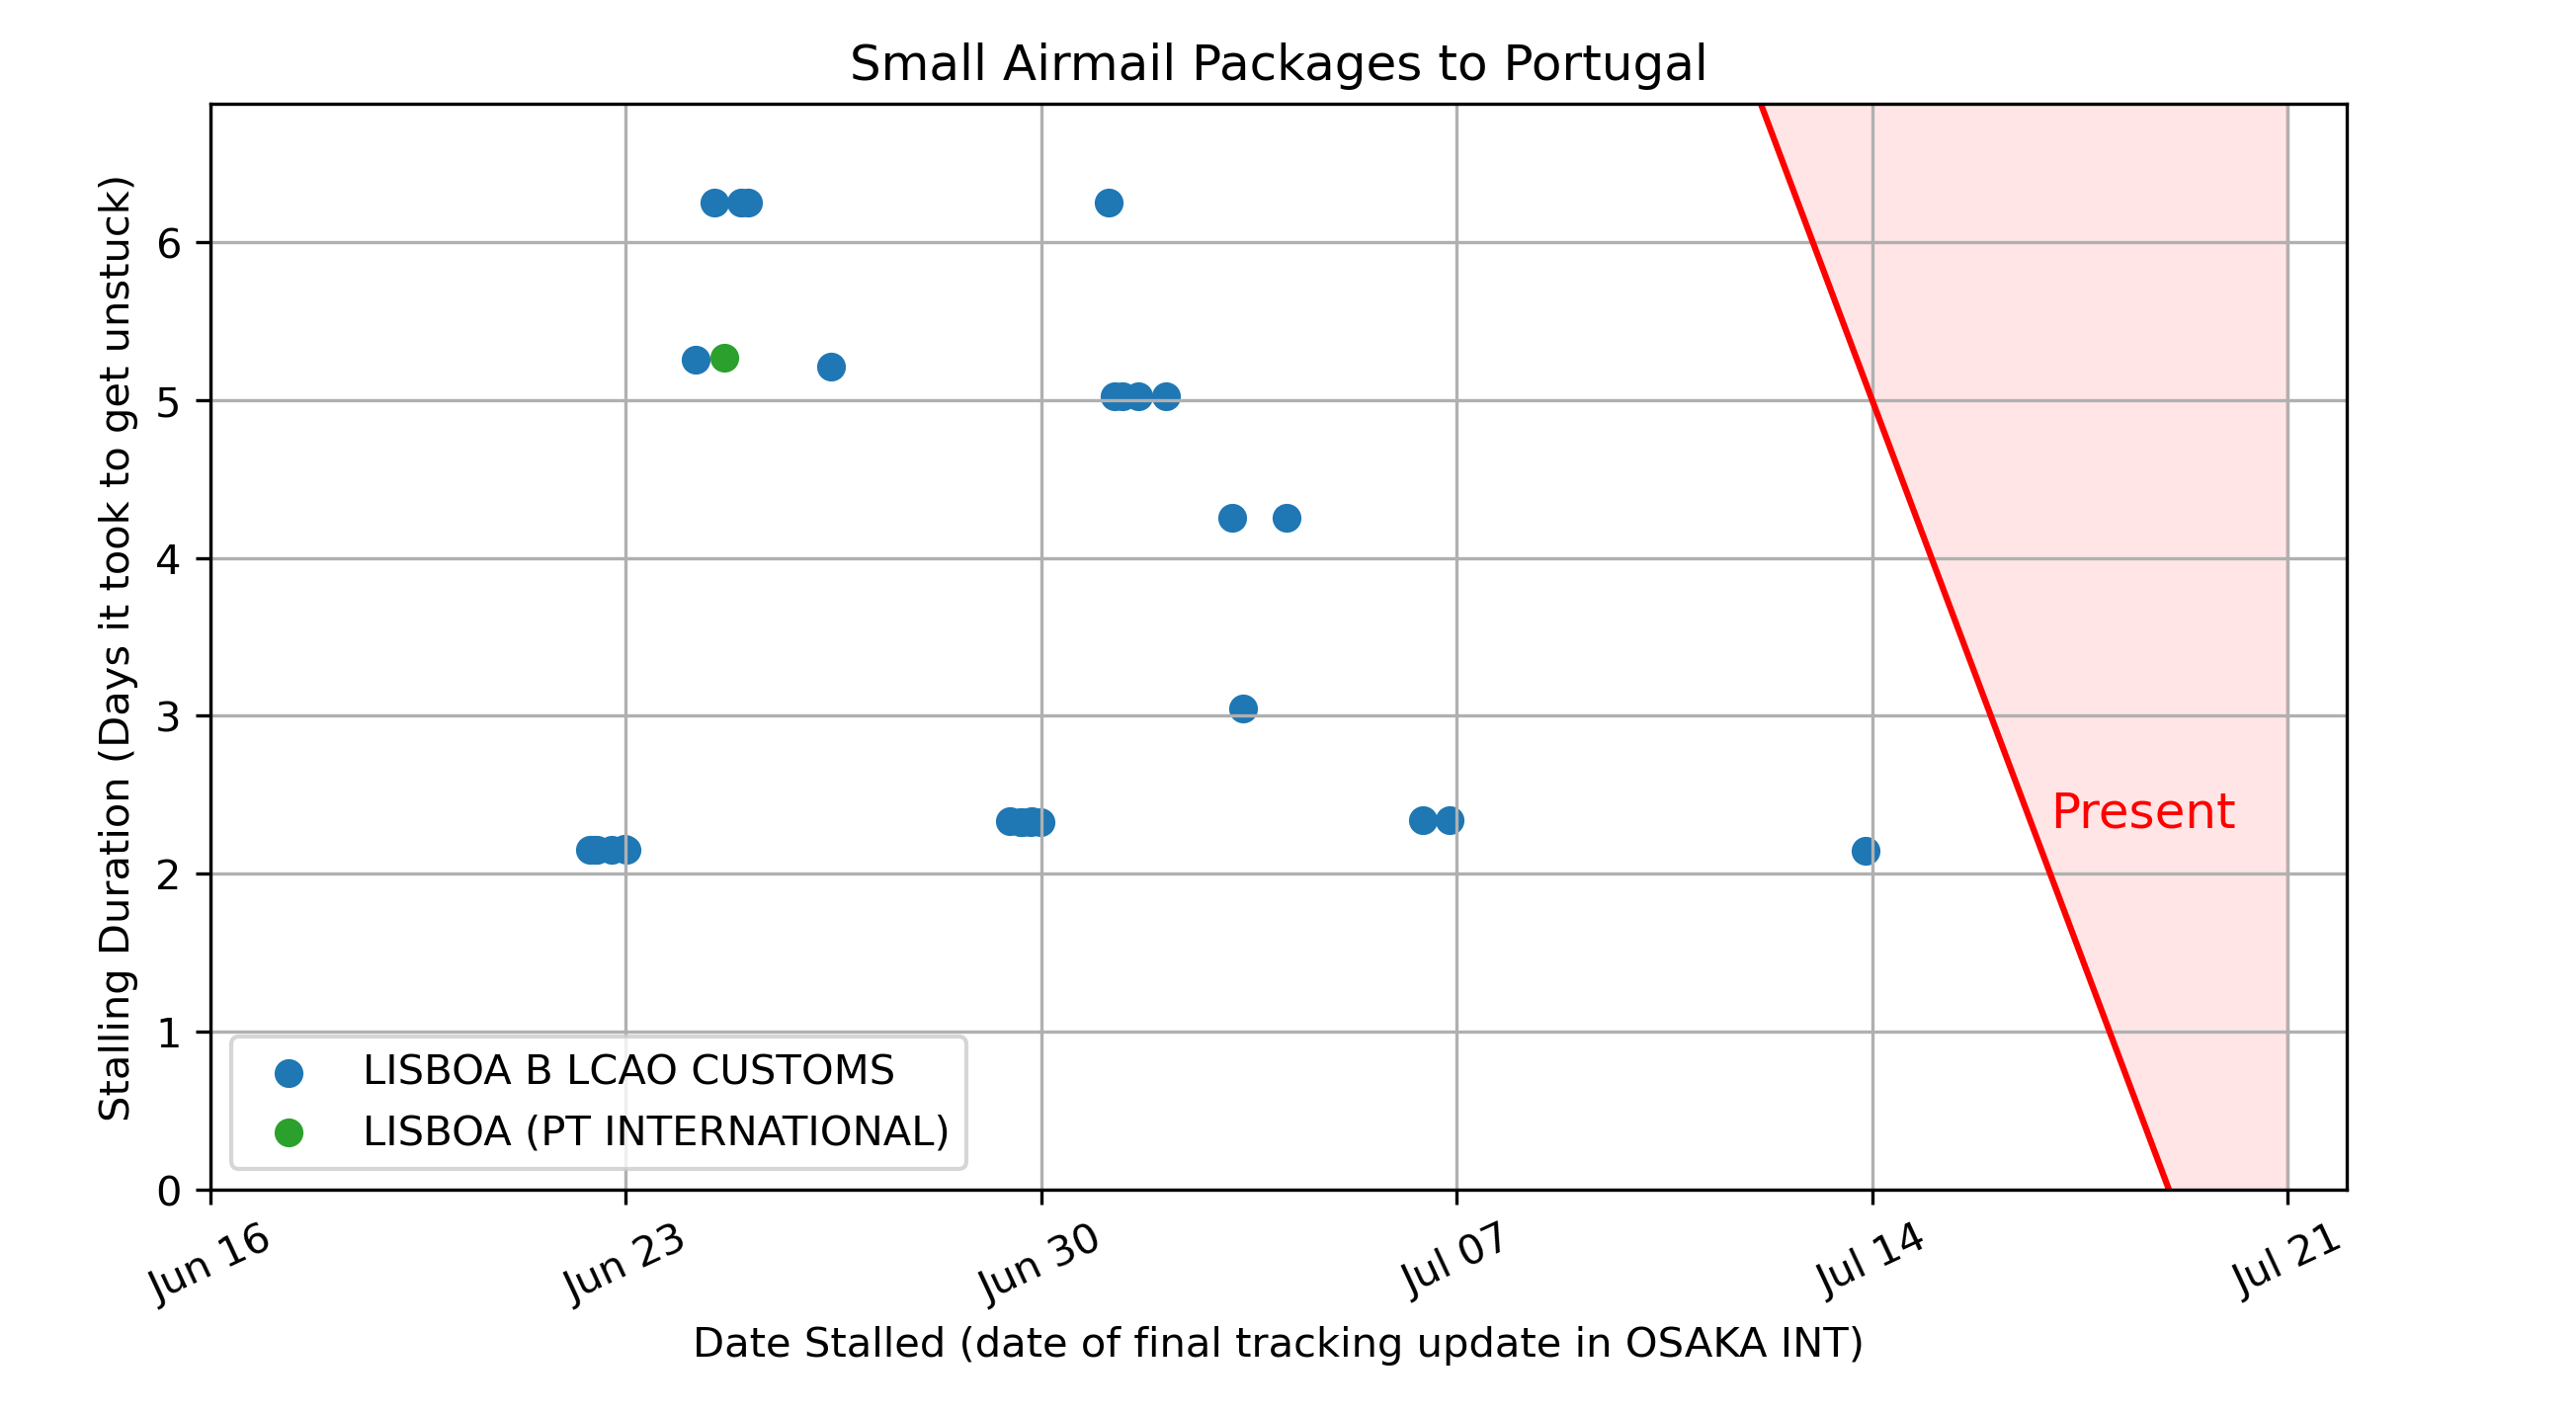 Small Airmail Packages to Portugal
Stalling Duration (Days it took to get unstuck)
6
5
4
3
2
1
0
Present
LISBOA B LCAO CUSTOMS
LISBOA (PT INTERNATIONAL)
Jun 16
Jun 23
Jun 30
Jul 07
Jul 14
Jul 21
Date Stalled (date of final tracking update in OSAKA INT)